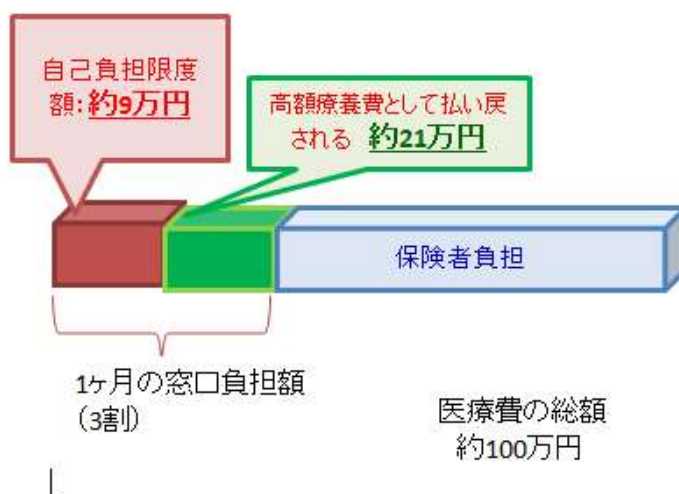 自己負担限度
額：約9万円
高額療養費として払い戻
される 約21万円
保険者負担
1ヶ月の窓口負担額
（3割）
医療費の総額
約100万円